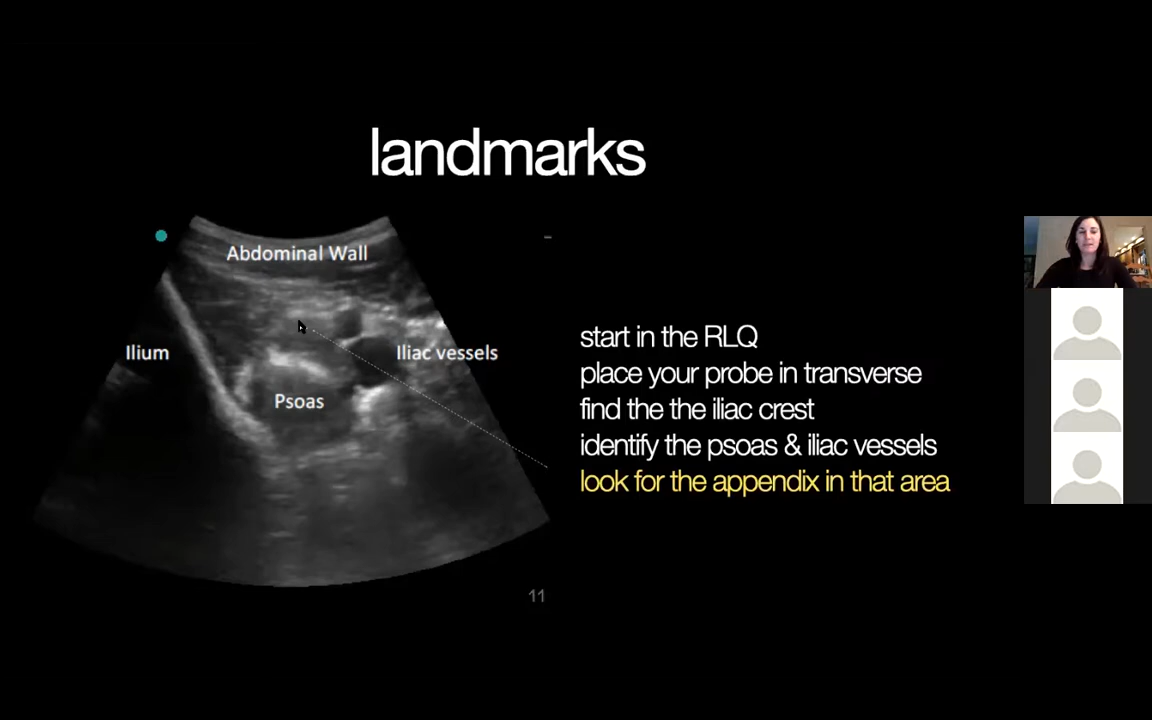 landmarks
Abdominal Wall
Ilium
Iliac vessels
Psoas
start in the RLQ
place your probe in transverse
find the the iliac crest
identify the psoas & iliac vessels
look for the appendix in that area
11